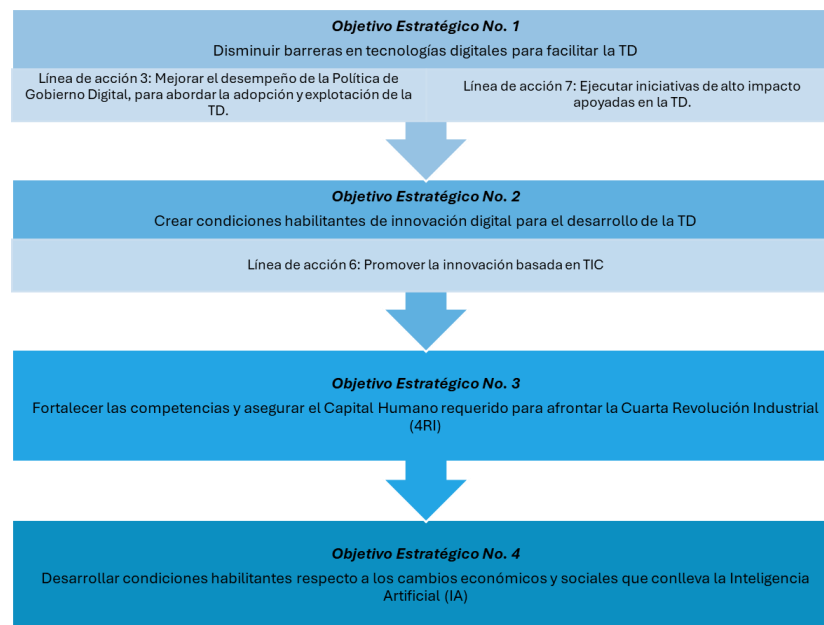 Objetivo Estratégico No. 1
Disminuir barreras en tecnologías digitales para facilitar la TD
Línea de acción 3: Mejorar el desempeño de la Política de
Gobierno Digital, para abordar la adopción y explotación de la
TD.
Línea de acción 7: Ejecutar iniciativas de alto impacto
apoyadas en la TD.
Objetivo Estratégico No. 2
Crear condiciones habilitantes de innovación digital para el desarrollo de la TD
Línea de acción 6: Promover la innovación basada en TIC
Objetivo Estratégico No. 3
Fortalecer las competencias y asegurar el Capital Humano requerido para afrontar la Cuarta Revolución Industrial
(4RI)
Objetivo Estratégico No. 4
Desarrollar condiciones habilitantes respecto a los cambios económicos y sociales que conlleva la Inteligencia
Artificial (IA)